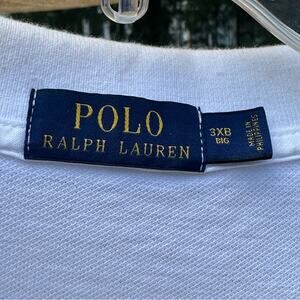 POLO
RALPH LAUREN
3XB
BIG
MADE IN
PHILIPPINES